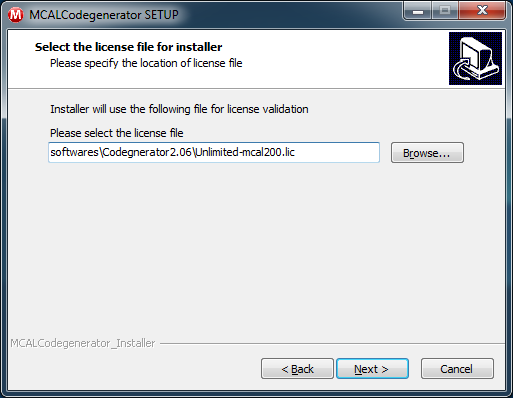 MCALCodegenerator SETUP
Select the license file for installer
Please specify the location of license file
Installer will use the following file for license validation
Please select the license file
softwares\Codegnerator2.06\Unlimited-mcal200.lic
Browse...
MCALCodegenerator_Installer
< Back
Next >
Cancel